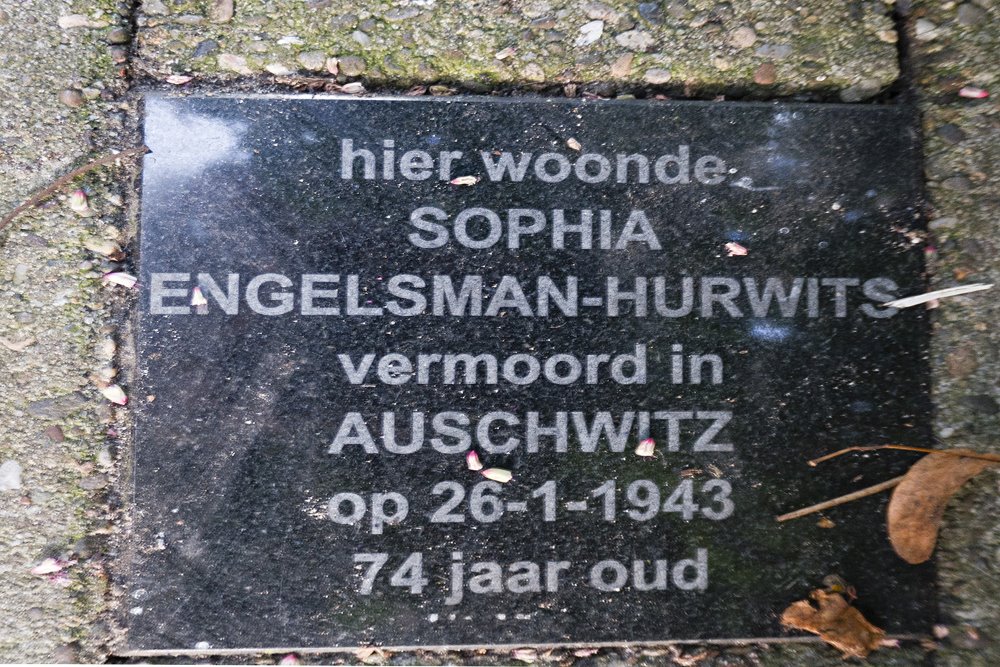 hier woonde
SOPHIA
ENGELSMAN-HURWITS
vermoord in
AUSCHWITZ
op 26-1-1943
74 jaar oud